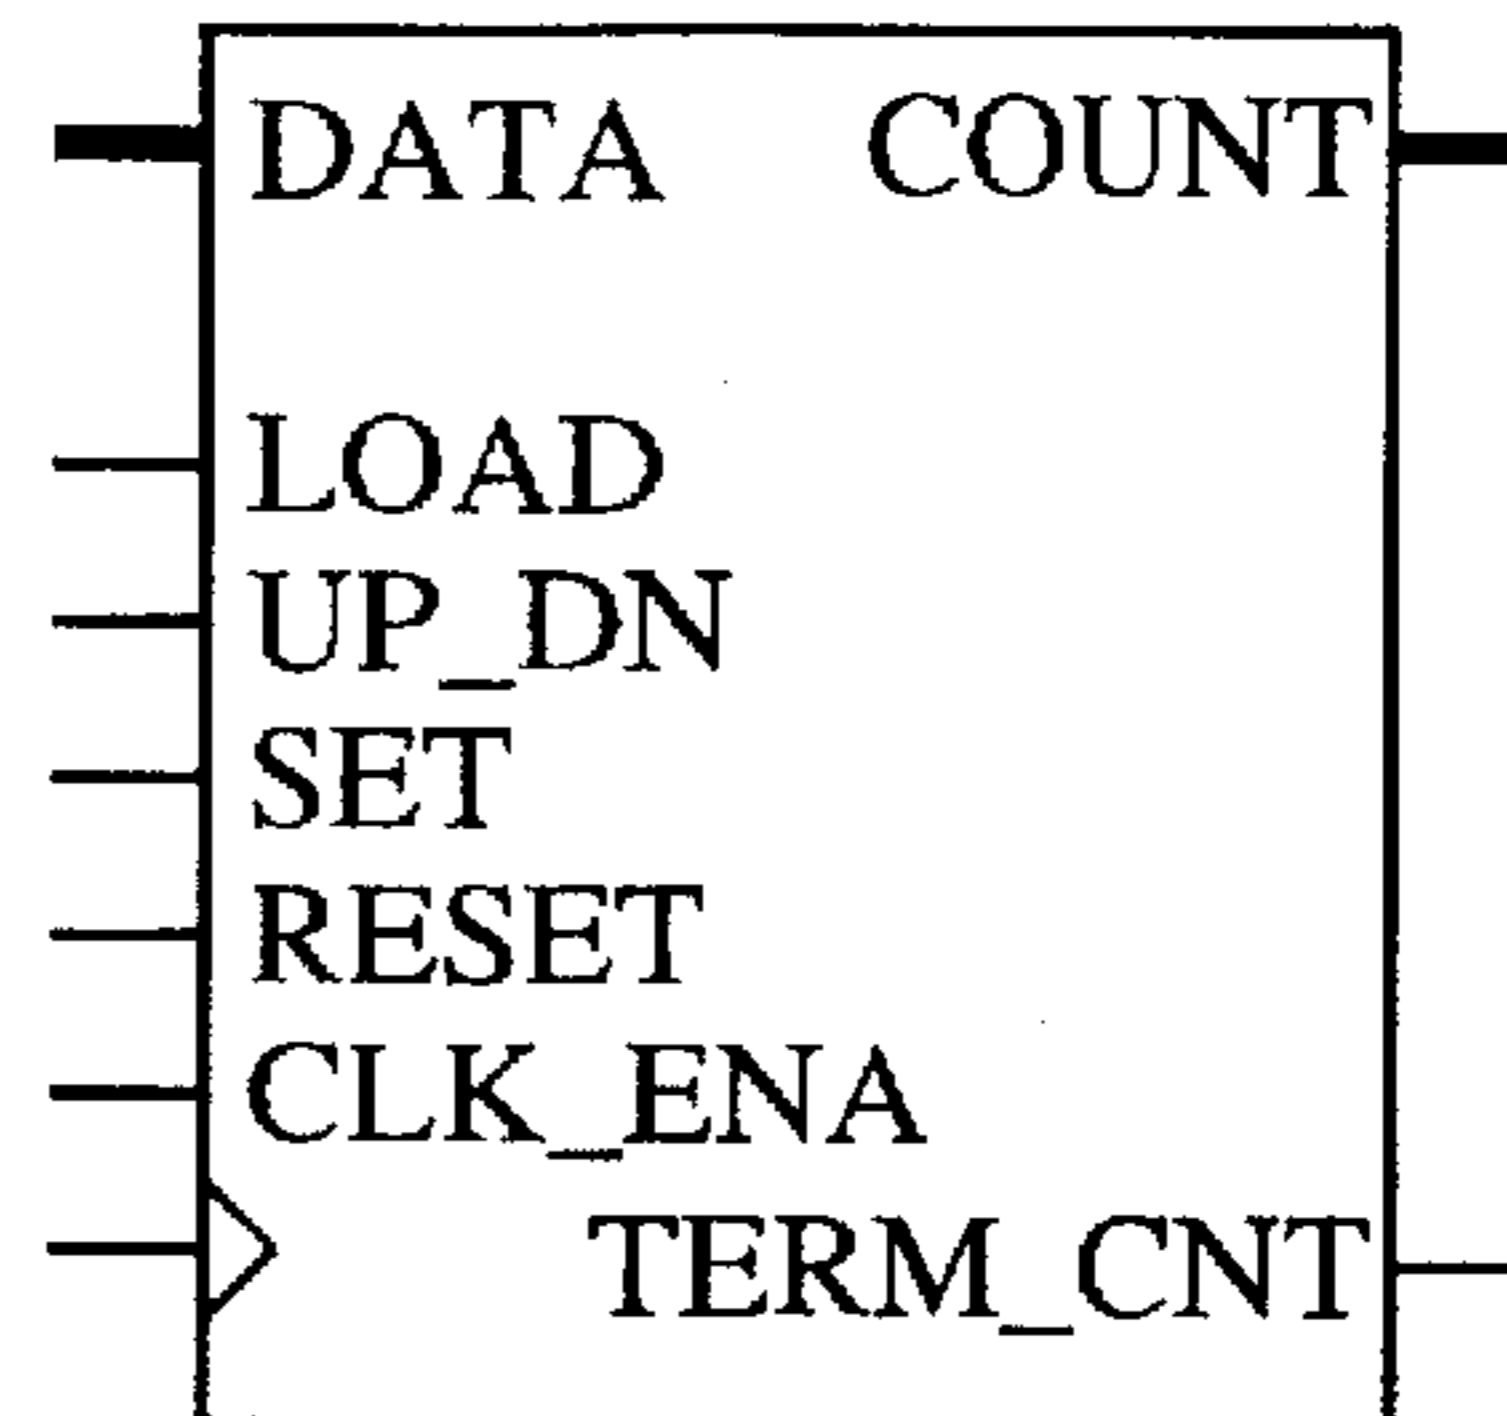 DATA COUNT
LOAD
UP_DN
SET
RESET
CLK_ENA
TERM_CNT